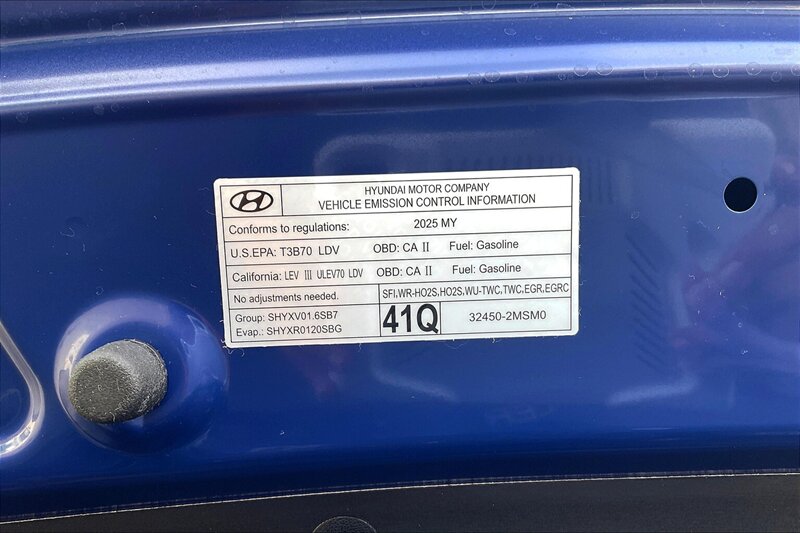 HYUNDAI MOTOR COMPANY
VEHICLE EMISSION CONTROL INFORMATION
Conforms to regulations: 2025 MY
U.S.EPA: T3B70 LDV OBD: CA II Fuel: Gasoline
California: LEV III ULEV70 LDV OBD: CA II Fuel: Gasoline
No adjustments needed. SFI,WR-HO2S,HO2S,WU-TWC,TWC,EGR,EGRC
Group: SHYXV01.6SB7
Evap.: SHYXR0120SBG
41Q
32450-2MSM0